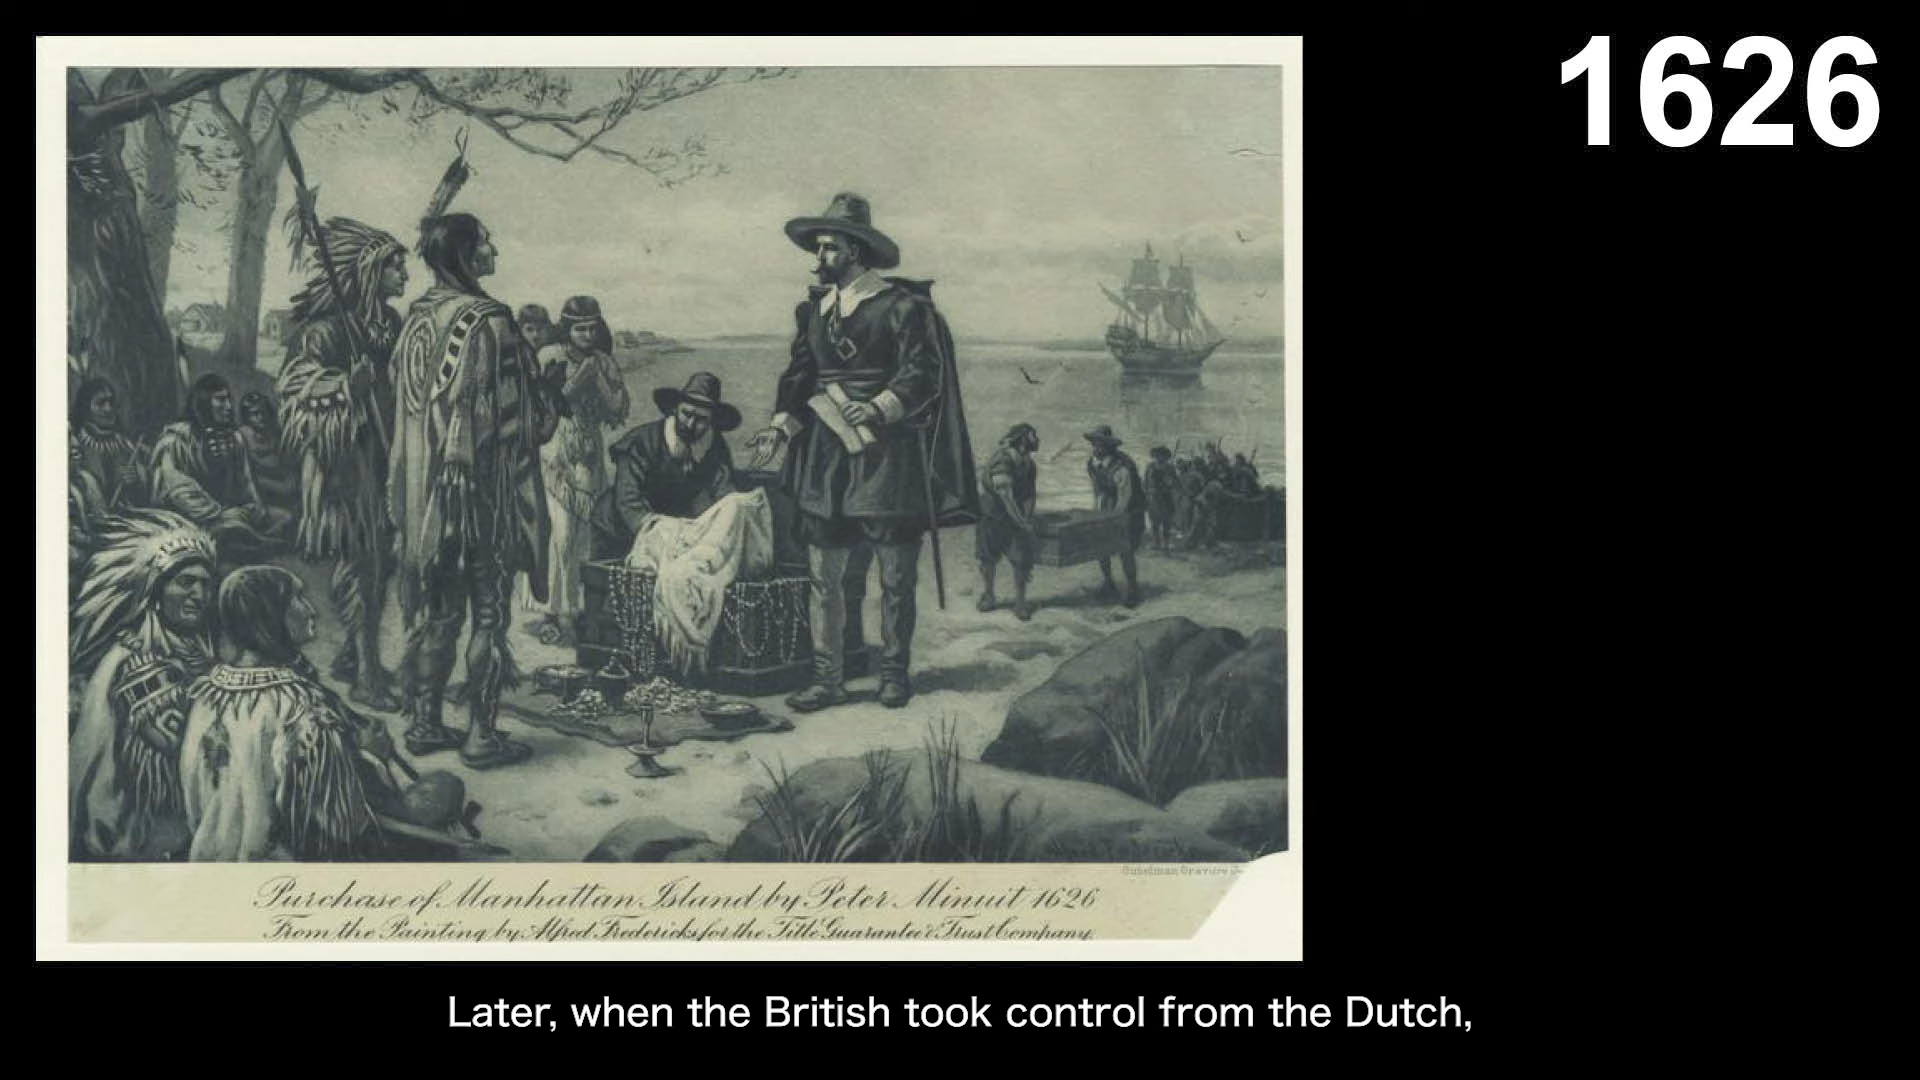 1626
Purchase of Manhattan Island by Peter Minuit 1626
From the Painting by Alfred Fredericks for the Title Guarantee & Trust Company.
Later, when the British took control from the Dutch,